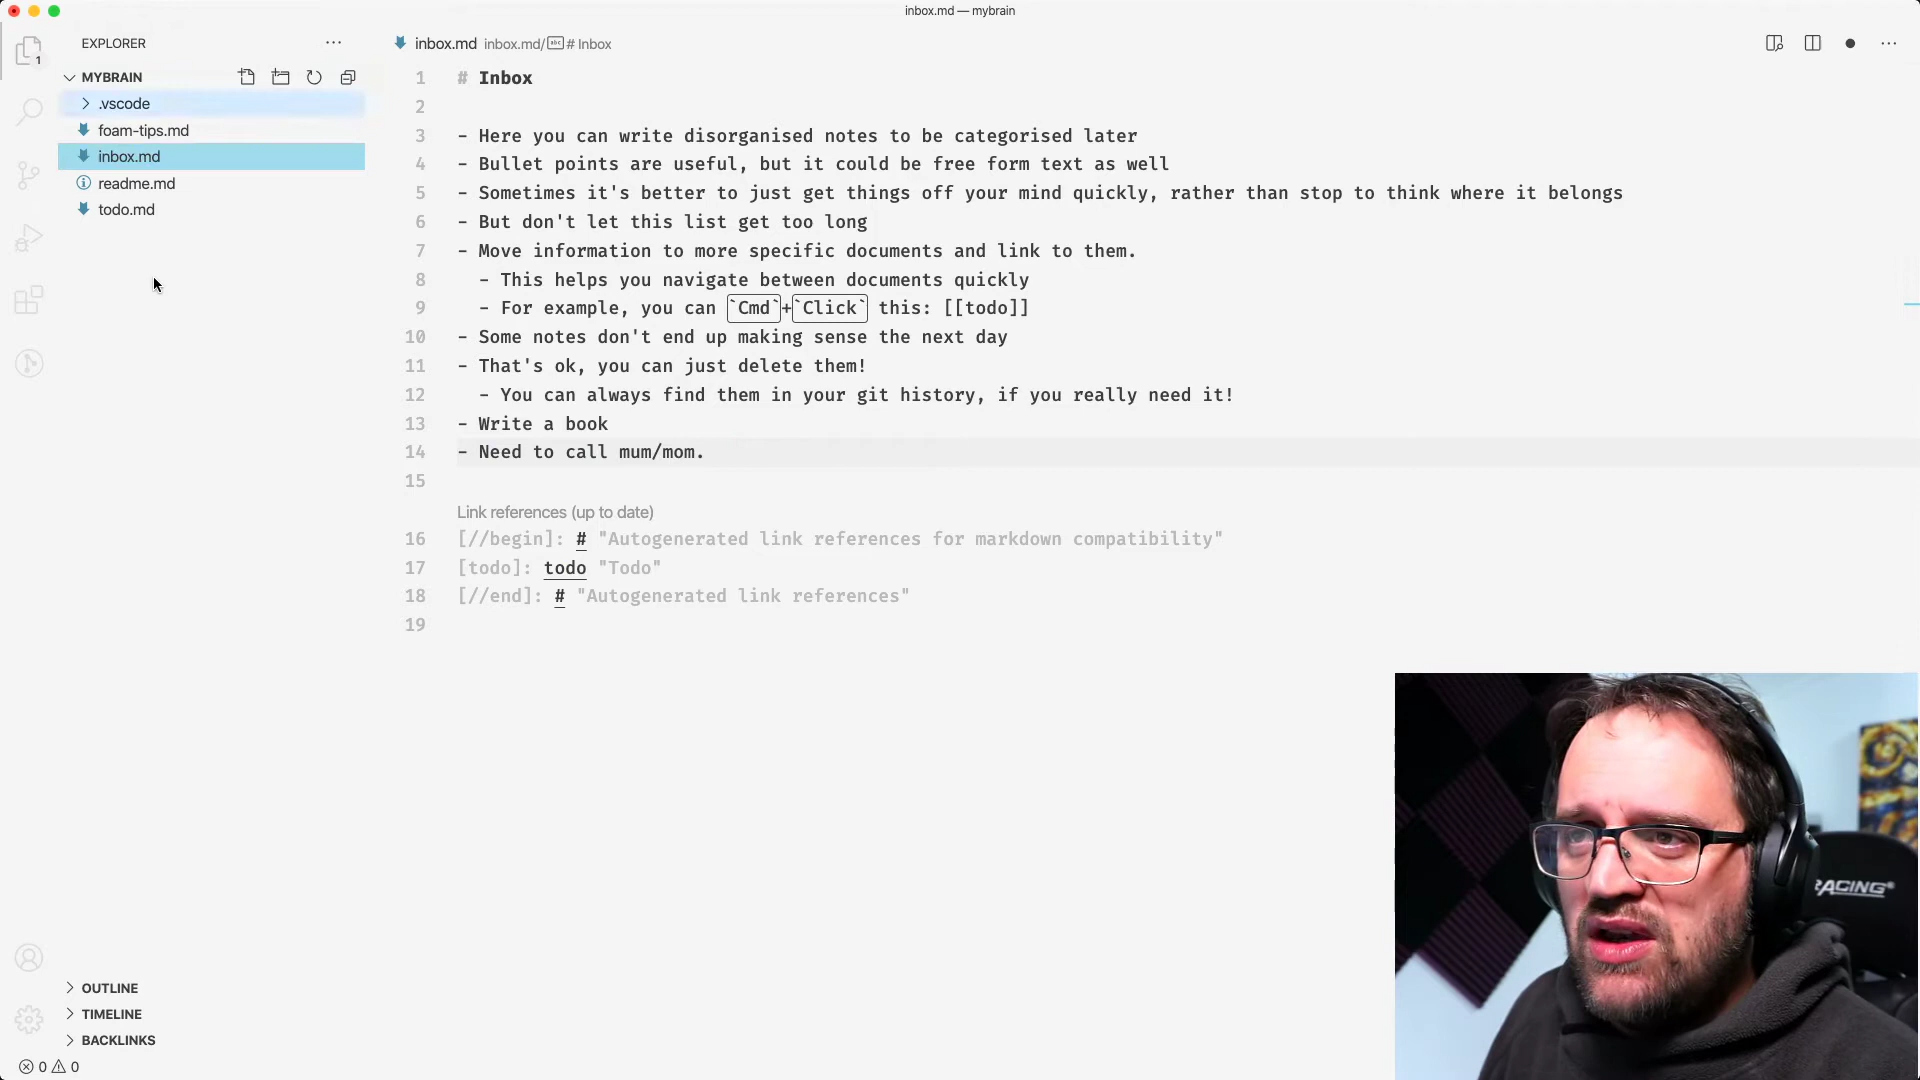 inbox.md — mybrain
EXPLORER
MYBRAIN
.vscode
foam-tips.md
inbox.md
readme.md
todo.md
OUTLINE
TIMELINE
BACKLINKS
0 0
1
inbox.md inbox.md/ abc # Inbox
1 # Inbox
2
3 - Here you can write disorganised notes to be categorised later
4 - Bullet points are useful, but it could be free form text as well
5 - Sometimes it's better to just get things off your mind quickly, rather than stop to think where it belongs
6 - But don't let this list get too long
7 - Move information to more specific documents and link to them.
8 - This helps you navigate between documents quickly
9 - For example, you can `Cmd`+`Click` this: [[todo]]
10 - Some notes don't end up making sense the next day
11 - That's ok, you can just delete them!
12 - You can always find them in your git history, if you really need it!
13 - Write a book
14 - Need to call mum/mom.
15
Link references (up to date)
16 [//begin]: # "Autogenerated link references for markdown compatibility"
17 [todo]: todo "Todo"
18 [//end]: # "Autogenerated link references"
19
RACING